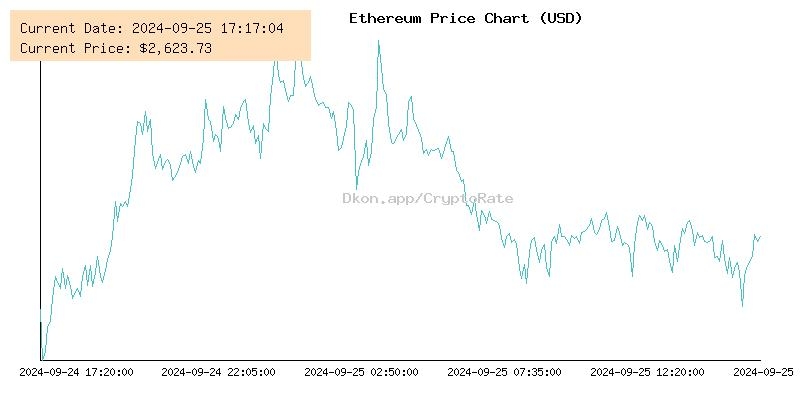 Ethereum Price Chart (USD)
Current Date: 2024-09-25 17:17:04
Current Price: $2,623.73
Dkon.app/CryptoRate
2024-09-24 17:20:00 2024-09-24 22:05:00 2024-09-25 02:50:00 2024-09-25 07:35:00 2024-09-25 12:20:00 2024-09-25